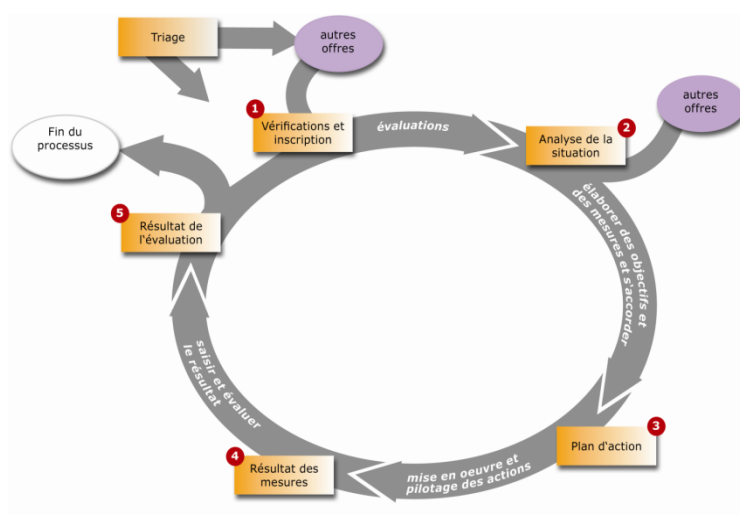 Triage
autres
offres
1
Vérifications et
inscription
évaluations
2
Analyse de la
situation
autres
offres
élaborer des objectifs et
des mesures et s'accorder
3
Plan d'action
mise en oeuvre et
pilotage des actions
4
Résultat des
mesures
saisir et évaluer
le résultat
5
Résultat de
l'évaluation
Fin du
processus